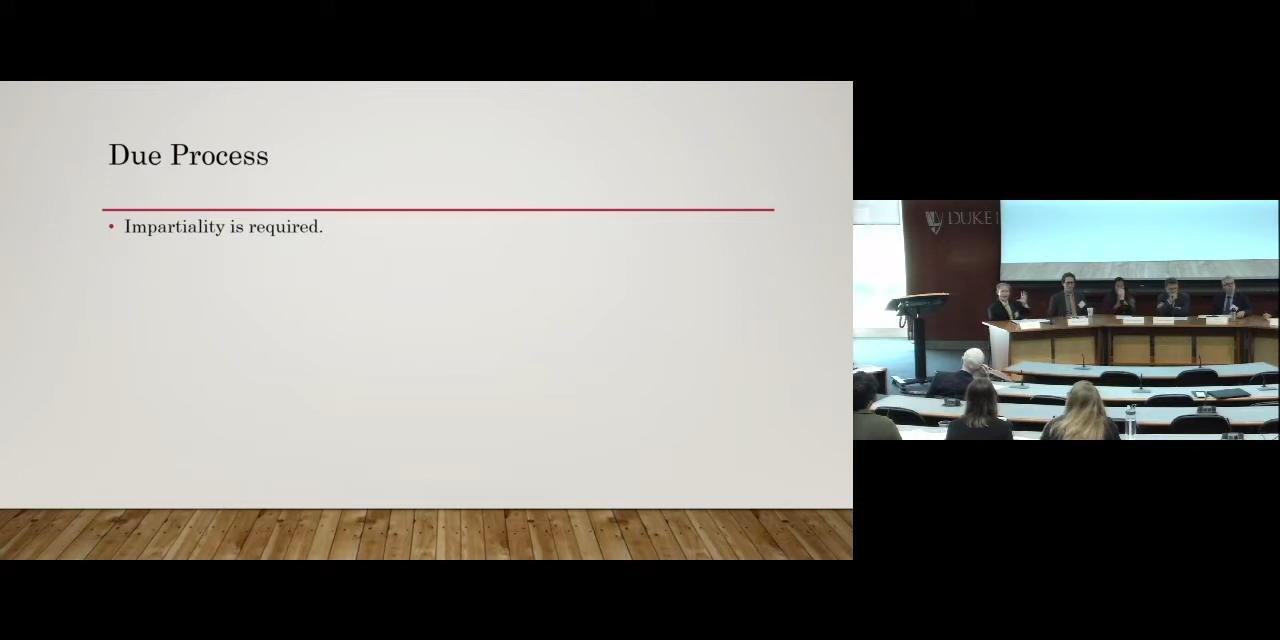 Due Process
• Impartiality is required.
DUKE